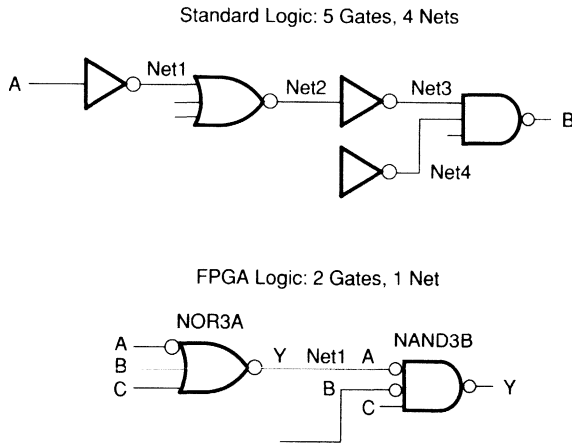 Standard Logic: 5 Gates, 4 Nets
A
Net1
Net2
Net3
B
Net4
FPGA Logic: 2 Gates, 1 Net
NOR3A
NAND3B
A
B
C
Y
Net1
A
B
C
Y